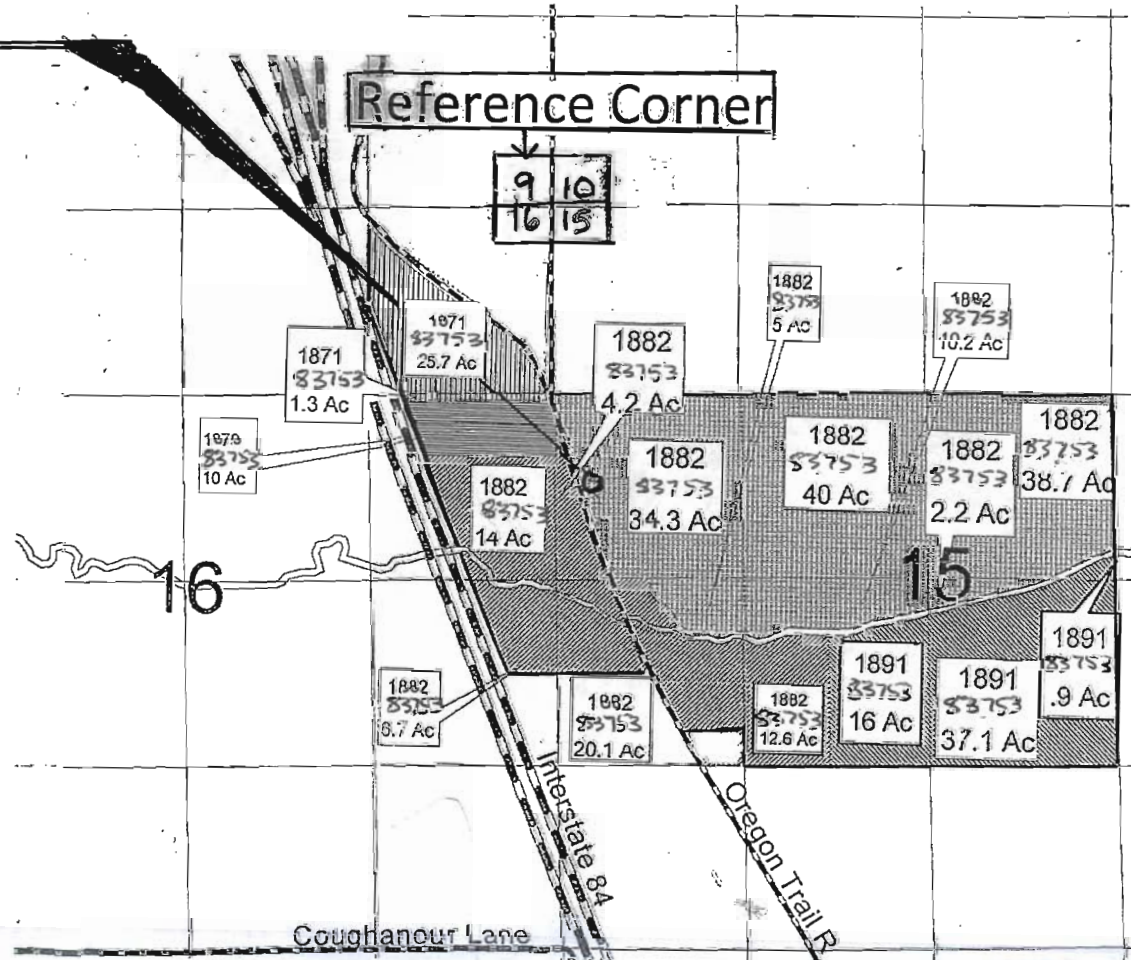 Reference Corner
9 10
16 15
1882
83753
5 Ac
1882
83753
10.2 Ac
1871
83753
25.7 Ac
1871
83753
1.3 Ac
1882
83753
4.2 Ac
1879
83753
10 Ac
1882
83753
14 Ac
1882
83753
34.3 Ac
1882
83753
40 Ac
1882
83753
2.2 Ac
1882
83753
38.7 Ac
16
15
1882
83753
6.7 Ac
1882
83753
20.1 Ac
1882
83753
12.6 Ac
1891
83753
16 Ac
1891
83753
37.1 Ac
1891
83753
.9 Ac
Interstate 84
Oregon Trail R
Coughanour Lane